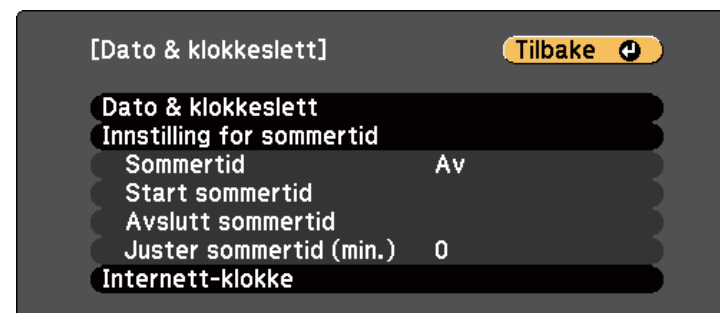 [Dato & klokkeslett] Tilbake
Dato & klokkeslett
Innstilling for sommertid
Sommertid Av
Start sommertid
Avslutt sommertid
Juster sommertid (min.) 0
Internett-klokke